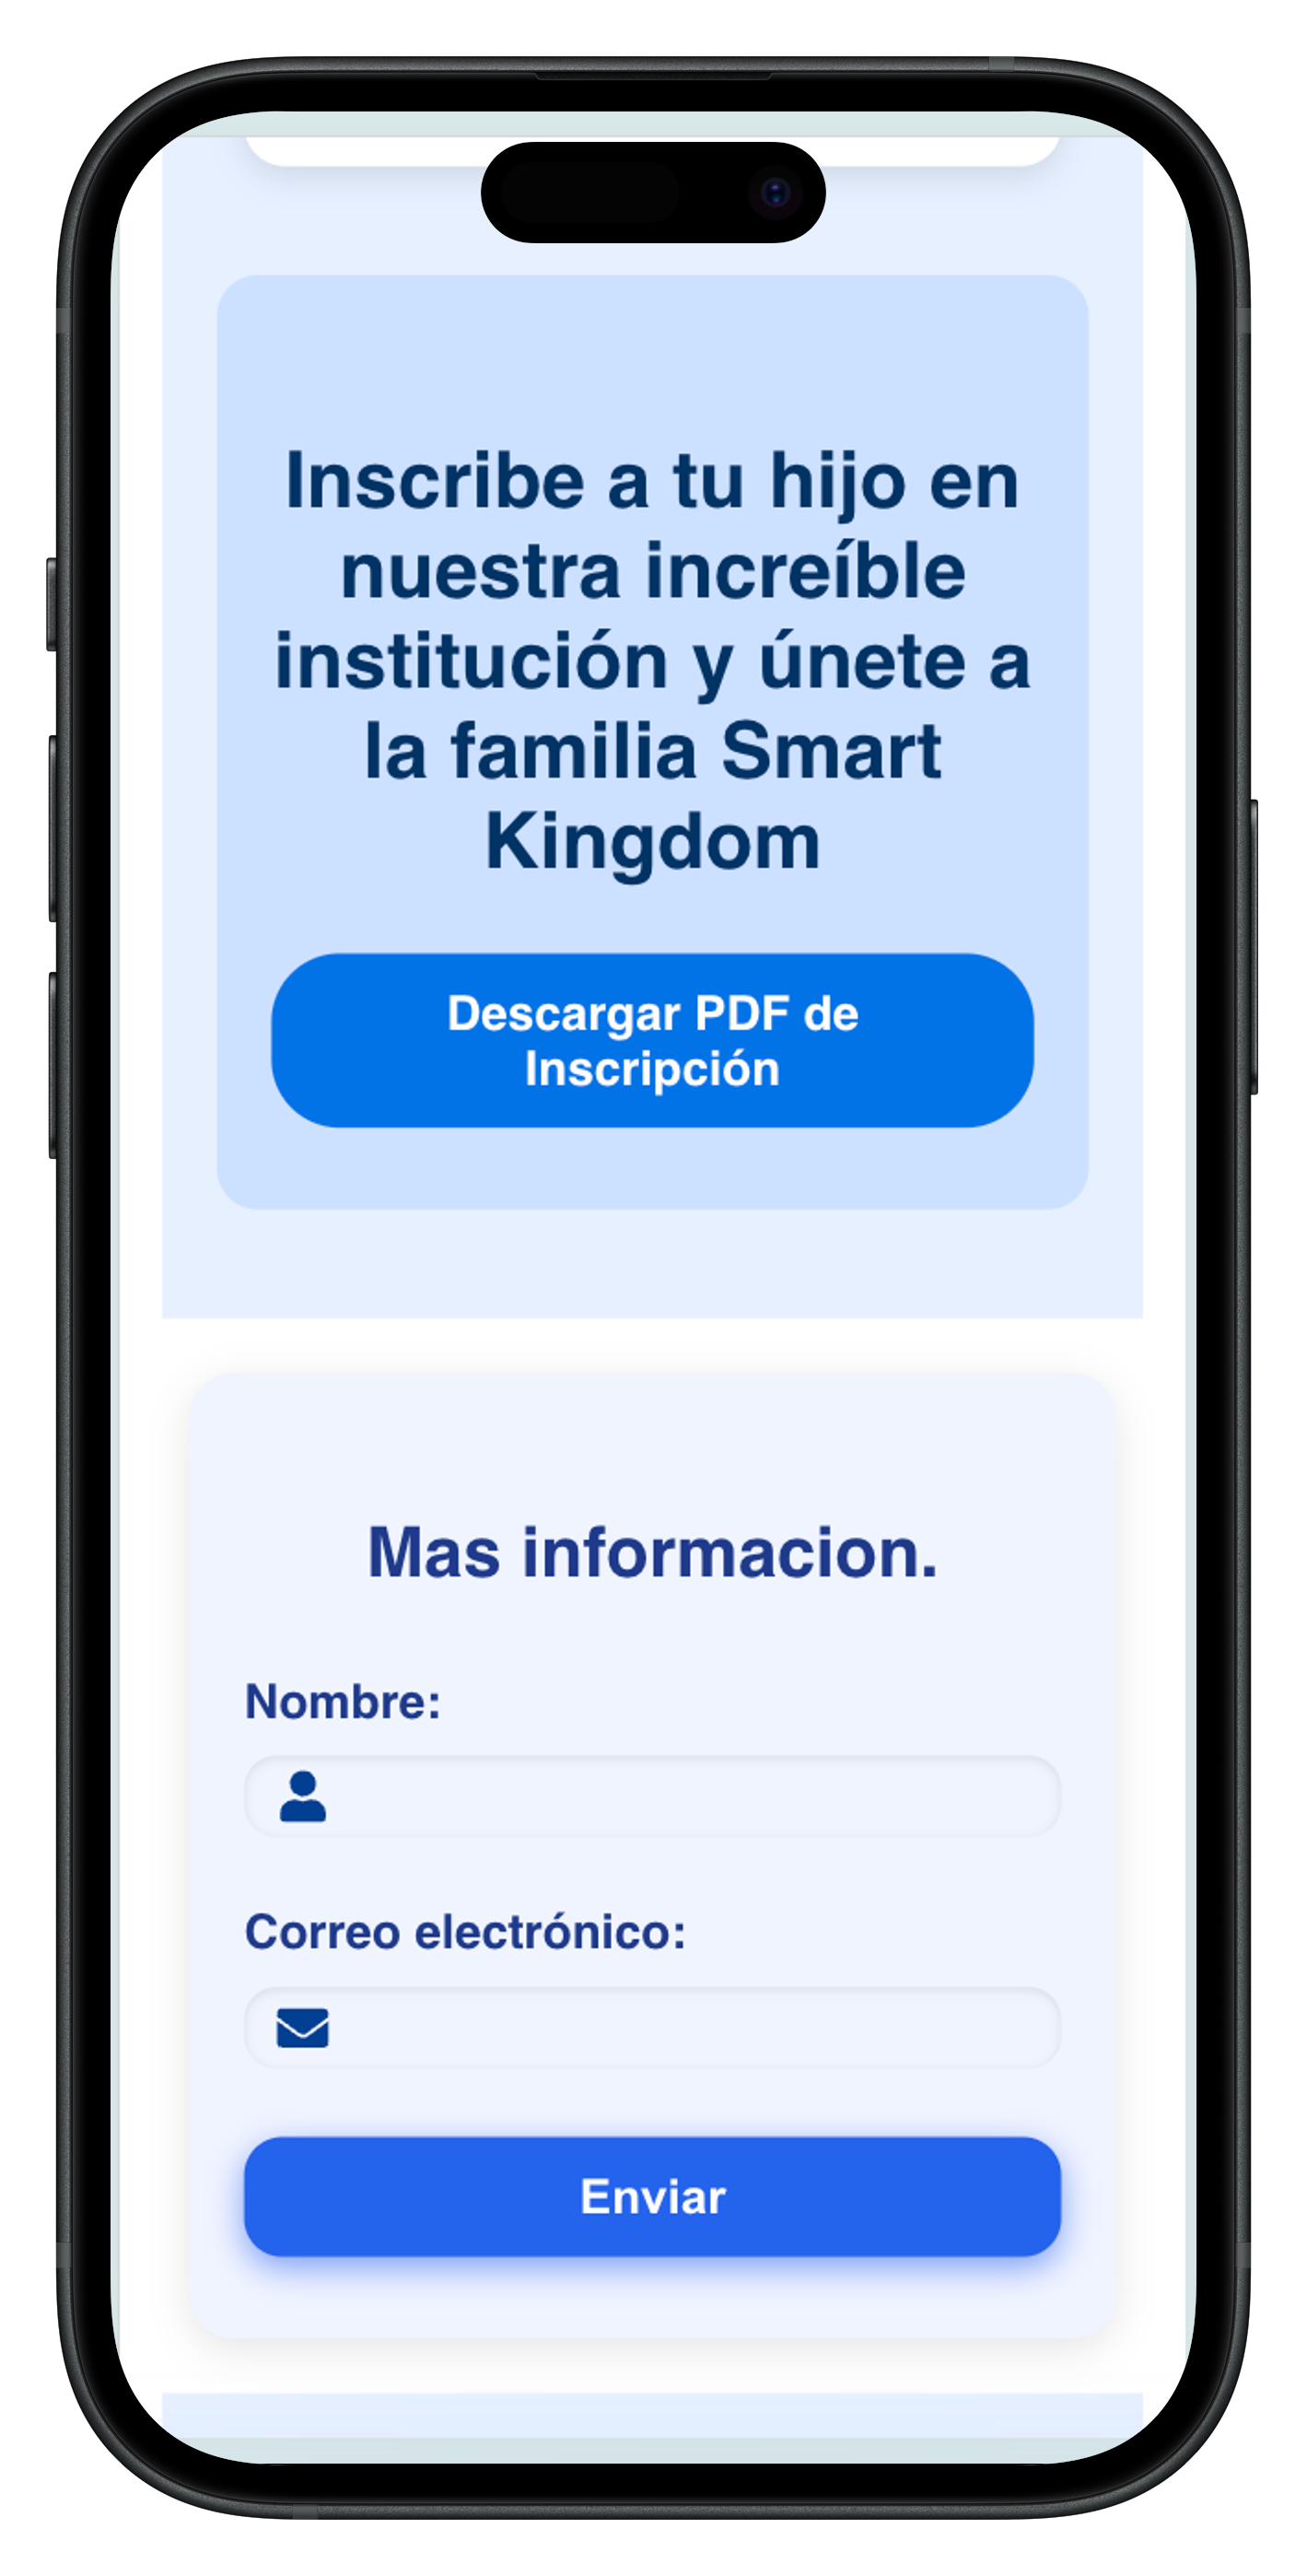 Inscribe a tu hijo en
nuestra increíble
institución y únete a
la familia Smart
Kingdom
Descargar PDF de
Inscripción
Mas informacion.
Nombre:
Correo electrónico:
Enviar